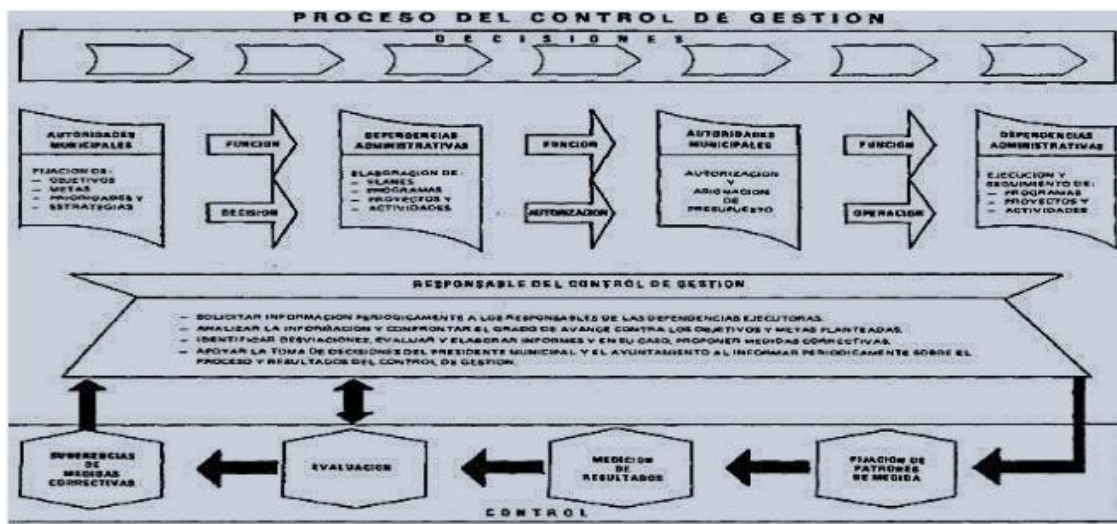 PROCESO DEL CONTROL DE GESTION
DECISIONES
AUTORIDADES
MUNICIPALES
FIJACION DE:
— OBJETIVOS
— METAS
— PRIORIDADES Y
— ESTRATEGIAS
FUNCION
DECISION
DEPENDENCIAS
ADMINISTRATIVAS
ELABORACION DE:
— PLANES
— PROGRAMAS
— PROYECTOS Y
— ACTIVIDADES
FUNCION
AUTORIZACION
AUTORIDADES
MUNICIPALES
AUTORIZACION
Y
ASIGNACION
DE
PRESUPUESTO
FUNCION
OPERACION
DEPENDENCIAS
ADMINISTRATIVAS
EJECUCION Y
SEGUIMIENTO DE:
— PROGRAMAS
— PROYECTOS Y
— ACTIVIDADES
RESPONSABLE DEL CONTROL DE GESTION
— SOLICITAR INFORMACION PERIODICAMENTE A LOS RESPONSABLES DE LAS DEPENDENCIAS EJECUTORAS.
— ANALIZAR LA INFORMACION Y CONFRONTAR EL GRADO DE AVANCE CONTRA LOS OBJETIVOS Y METAS PLANTEADAS.
— IDENTIFICAR DESVIACIONES, EVALUAR Y ELABORAR INFORMES Y EN SU CASO, PROPONER MEDIDAS CORRECTIVAS.
— APOYAR LA TOMA DE DECISIONES DEL PRESIDENTE MUNICIPAL Y EL AYUNTAMIENTO AL INFORMAR PERIODICAMENTE SOBRE EL
PROCESO Y RESULTADOS DEL CONTROL DE GESTION.
SUGERENCIAS
DE
MEDIDAS
CORRECTIVAS
EVALUACION
MEDICION
DE
RESULTADOS
FIJACION DE
PATRONES
DE MEDIDA
CONTROL